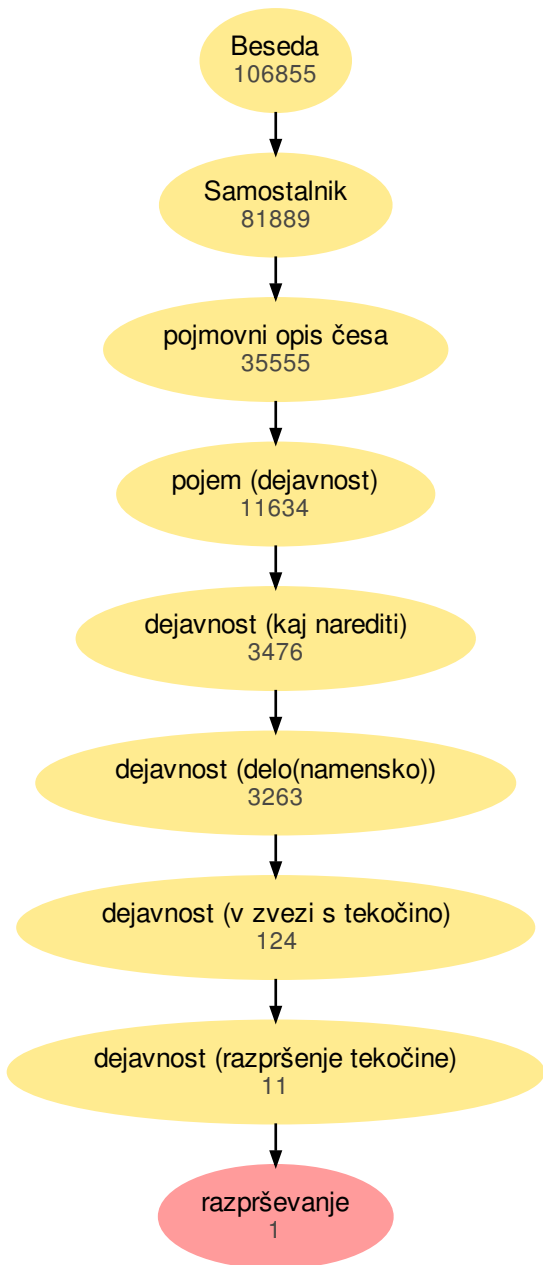 Beseda
106855
Samostalnik
81889
pojmovni opis česa
35555
pojem (dejavnost)
11634
dejavnost (kaj narediti)
3476
dejavnost (delo(namensko))
3263
dejavnost (v zvezi s tekočino)
124
dejavnost (razpršenje tekočine)
11
razprševanje
1